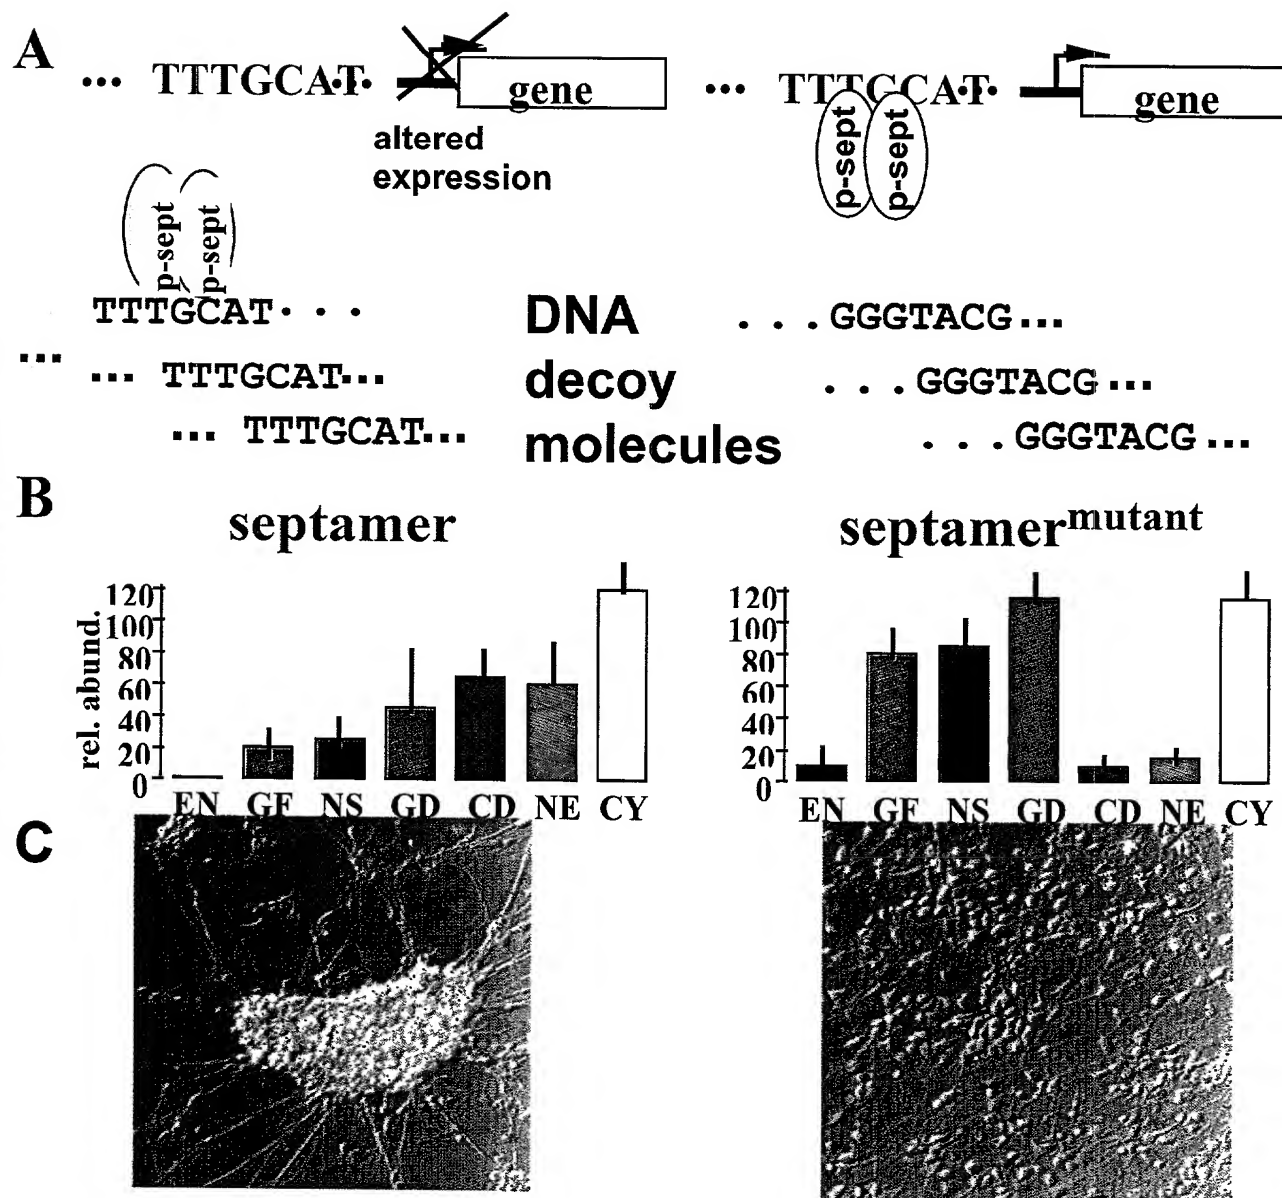 A
... TTTGCAT.. gene ... TTTGCCAT.. gene
altered
expression
p-sept p-sept
p-sept p-sept
TTTGCAT. . . DNA . . . GGGTACG...
...
... TTTGCAT... decoy . . . GGGTACG...
... TTTGCAT... molecules . . . GGGTACG...
B
septamer septamer^mutant
rel. abund.
120
100
80
60
40
20
0
EN GF NS GD CD NE CY
120
100
80
60
40
20
0
EN GF NS GD CD NE CY
C